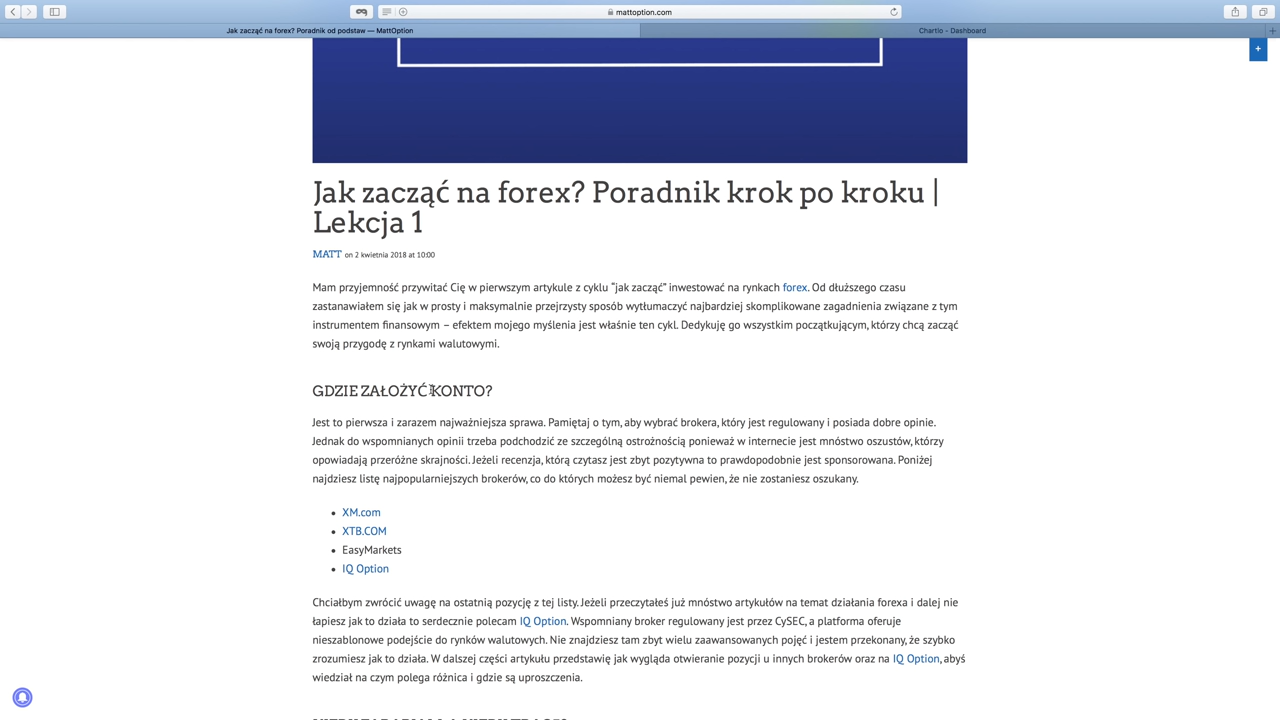 mattoption.com
Jak zacząć na forex? Poradnik od podstaw — MattOption
Chartlo - Dashboard
Jak zacząć na forex? Poradnik krok po kroku |
Lekcja 1
MATT on 2 kwietnia 2018 at 10:00
Mam przyjemność przywitać Cię w pierwszym artykule z cyklu "jak zacząć" inwestować na rynkach forex. Od dłuższego czasu
zastanawiałem się jak w prosty i maksymalnie przejrzysty sposób wytłumaczyć najbardziej skomplikowane zagadnienia związane z tym
instrumentem finansowym – efektem mojego myślenia jest właśnie ten cykl. Dedykuję go wszystkim początkującym, którzy chcą zacząć
swoją przygodę z rynkami walutowymi.
GDZIE ZAŁOŻYĆ KONTO?
Jest to pierwsza i zarazem najważniejsza sprawa. Pamiętaj o tym, aby wybrać brokera, który jest regulowany i posiada dobre opinie.
Jednak do wspomnianych opinii trzeba podchodzić ze szczególną ostrożnością ponieważ w internecie jest mnóstwo oszustów, którzy
opowiadają przeróżne skrajności. Jeżeli recenzja, którą czytasz jest zbyt pozytywna to prawdopodobnie jest sponsorowana. Poniżej
najdziesz listę najpopularniejszych brokerów, co do których możesz być niemal pewien, że nie zostaniesz oszukany.
XM.com
XTB.COM
EasyMarkets
IQ Option
Chciałbym zwrócić uwagę na ostatnią pozycję z tej listy. Jeżeli przeczytałeś już mnóstwo artykułów na temat działania forexa i dalej nie
łapiesz jak to działa to serdecznie polecam IQ Option. Wspomniany broker regulowany jest przez CySEC, a platforma oferuje
nieszablonowe podejście do rynków walutowych. Nie znajdziesz tam zbyt wielu zaawansowanych pojęć i jestem przekonany, że szybko
zrozumiesz jak to działa. W dalszej części artykułu przedstawię jak wygląda otwieranie pozycji u innych brokerów oraz na IQ Option, abyś
wiedział na czym polega różnica i gdzie są uproszczenia.